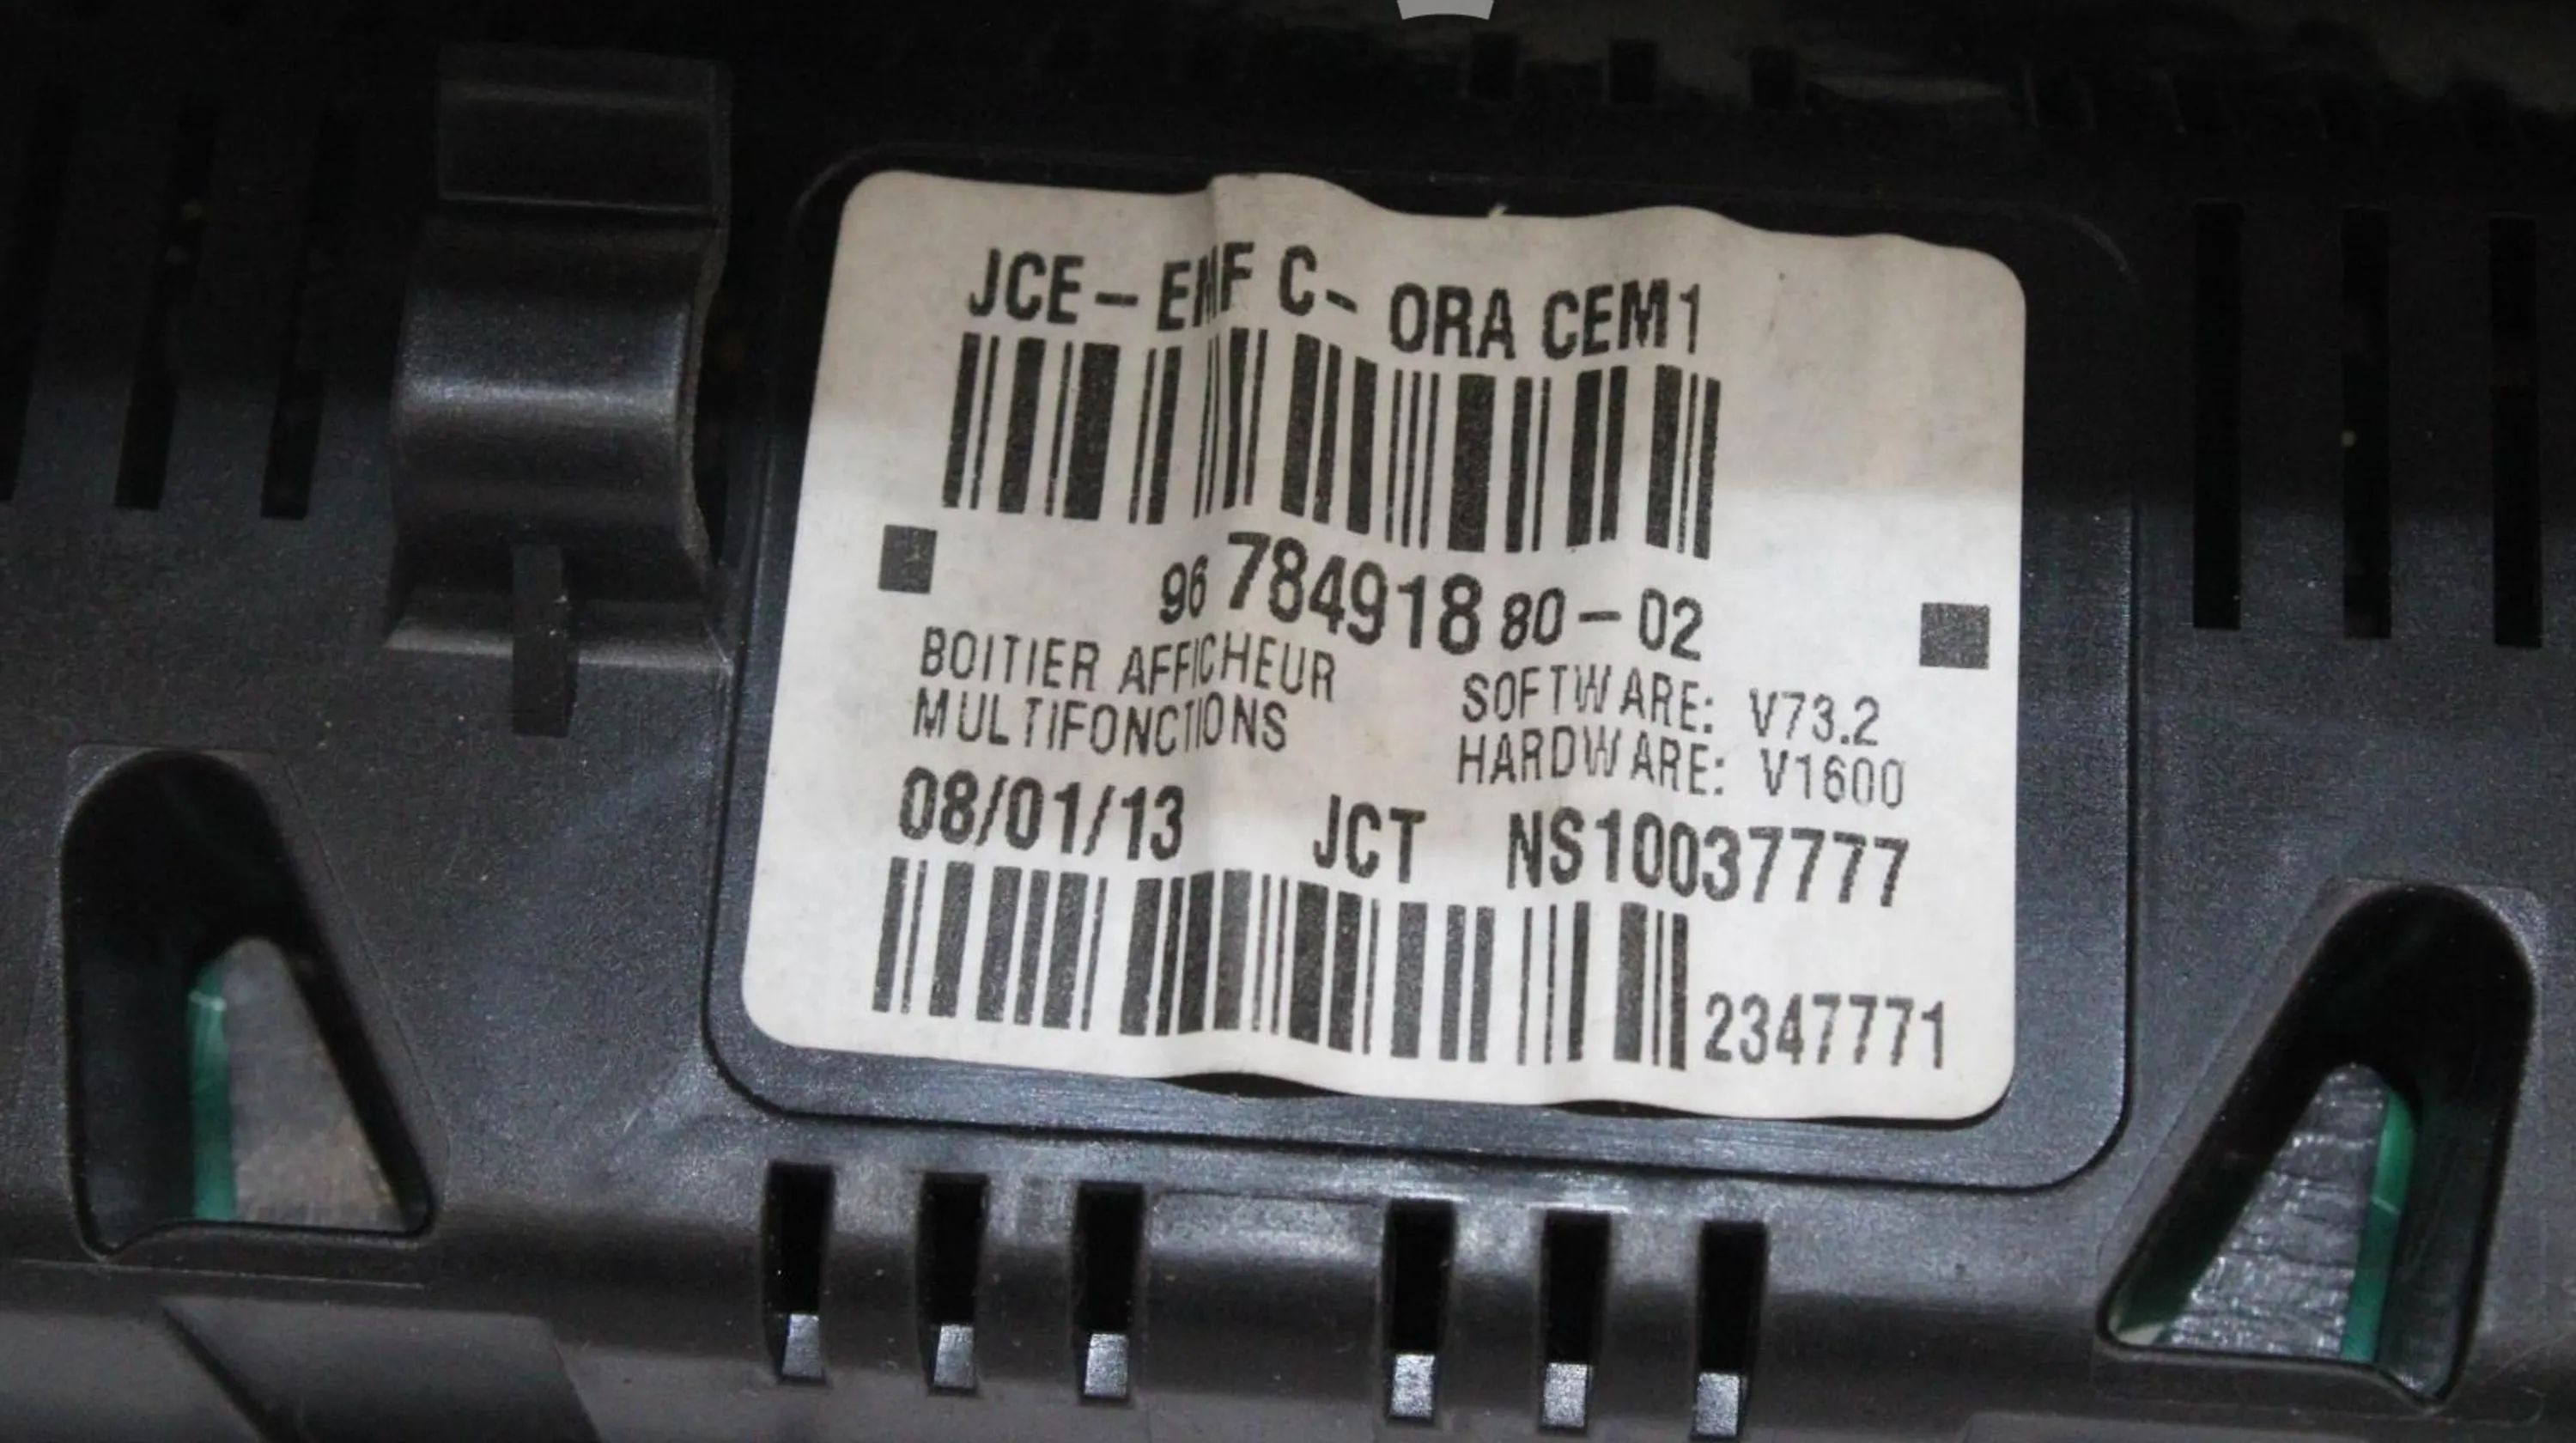 JCE-EMF C- ORA CEM1
96 784918 80-02
BOITIER AFFICHEUR
MULTIFONCTIONS
SOFTWARE: V73.2
HARDWARE: V1600
08/01/13 JCT NS10037777
2347771